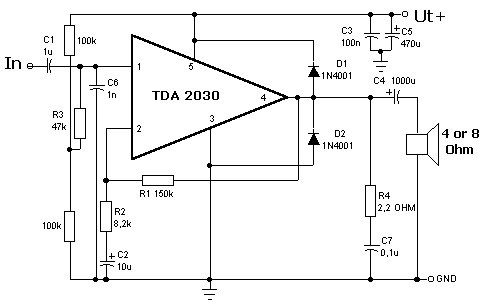 Ut+
C1
1u
100k
C3
100n
C5
470u
In
1
5
D1
1N4001
C4 1000u
C6
1n
TDA 2030
4
R3
47k
2
3
D2
1N4001
4 or 8
Ohm
R1 150k
R4
2,2 OHM
100k
R2
8,2k
C2
10u
C7
0,1u
GND